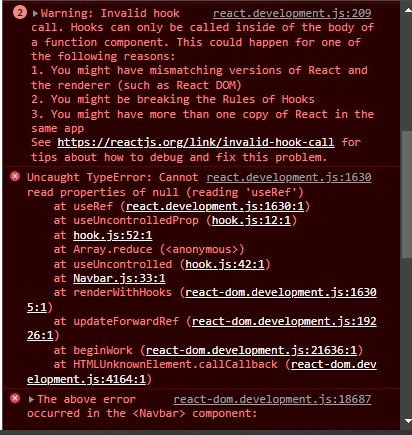 2 ▶Warning: Invalid hook react.development.js:209
call. Hooks can only be called inside of the body of
a function component. This could happen for one of
the following reasons:
1. You might have mismatching versions of React and
the renderer (such as React DOM)
2. You might be breaking the Rules of Hooks
3. You might have more than one copy of React in the
same app
See https://reactjs.org/link/invalid-hook-call for
tips about how to debug and fix this problem.
Uncaught TypeError: Cannot react.development.js:1630
read properties of null (reading 'useRef')
at useRef (react.development.js:1630:1)
at useUncontrolledProp (hook.js:12:1)
at hook.js:52:1
at Array.reduce (<anonymous>)
at useUncontrolled (hook.js:42:1)
at Navbar.js:33:1
at renderWithHooks (react-dom.development.js:1630
5:1)
at updateForwardRef (react-dom.development.js:192
26:1)
at beginWork (react-dom.development.js:21636:1)
at HTMLUnknownElement.callCallback (react-dom.dev
elopment.js:4164:1)
▶The above error react-dom.development.js:18687
occurred in the <Navbar> component: